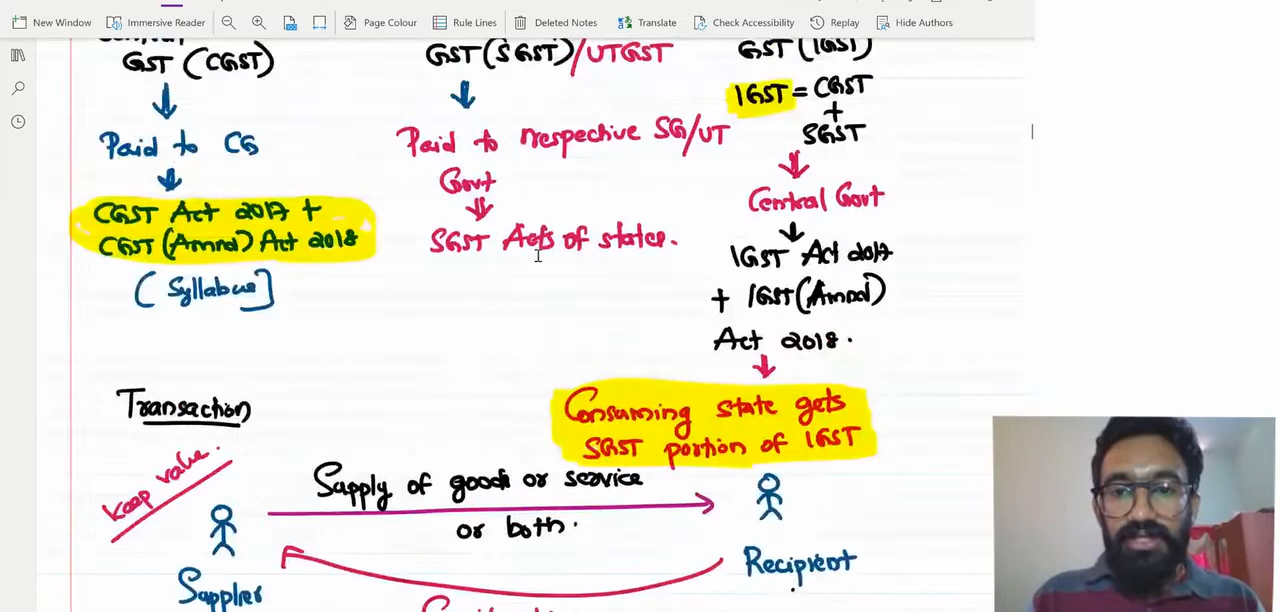 New Window
Immersive Reader
Page Colour
Rule Lines
Deleted Notes
Translate
Check Accessibility
Replay
Hide Authors
GST (CGST)
GST (SGST)/UTGST
GST (IGST)
IGST = CGST
+
SGST
Paid to CG
Paid to respective SG/UT
Govt
Central Govt
CGST Act 2017 +
CGST (Amnd) Act 2018
(Syllabus]
SGST Acts of states.
IGST Act 2017
+ IGST (Amnd)
Act 2018.
Consuming state gets
SGST portion of IGST
Transaction
Keep value.
Supply of goods or service
or both.
Supplier
Recipient